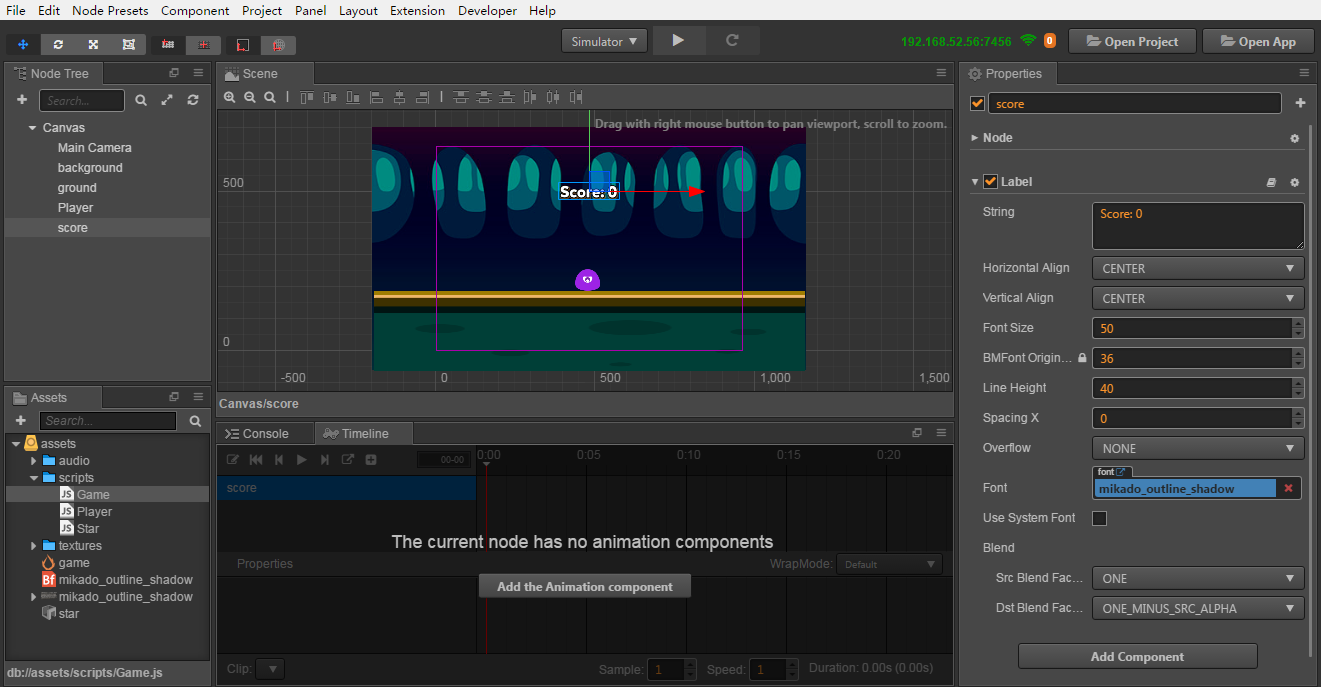 File Edit Node Presets Component Project Panel Layout Extension Developer Help
Simulator
192.168.52.56:7456
0
Open Project
Open App
Node Tree
Search...
Canvas
Main Camera
background
ground
Player
score
Scene
Drag with right mouse button to pan viewport, scroll to zoom.
500
Score: 0
0
-500
0
500
1,000
1,500
Canvas/score
Assets
Search...
assets
audio
scripts
JS Game
JS Player
JS Star
textures
game
Bf mikado_outline_shadow
mikado_outline_shadow
star
db://assets/scripts/Game.js
Console
Timeline
00-00
0:00
0:05
0:10
0:15
0:20
score
The current node has no animation components
Properties
WrapMode:
Default
Add the Animation component
Clip:
Sample:
1
Speed:
1
Duration: 0.00s (0.00s)
Properties
score
Node
Label
String
Score: 0
Horizontal Align
CENTER
Vertical Align
CENTER
Font Size
50
BMFont Origin...
36
Line Height
40
Spacing X
0
Overflow
NONE
font
Font
mikado_outline_shadow
Use System Font
Blend
Src Blend Fac...
ONE
Dst Blend Fac...
ONE_MINUS_SRC_ALPHA
Add Component